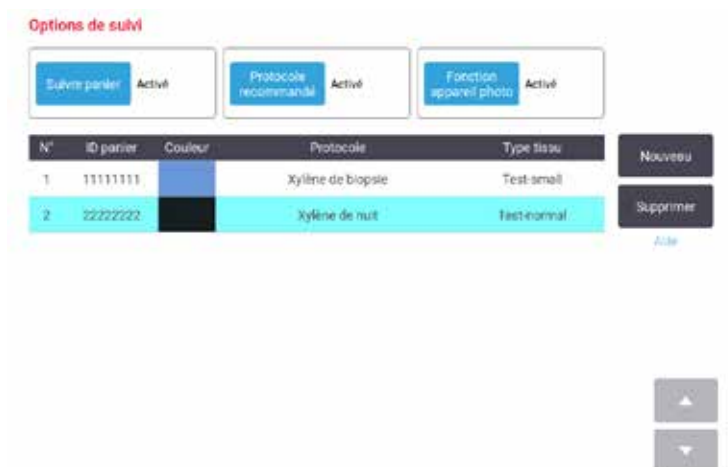 Options de suivi
Suivre panier Activé
Protocole recommandé Activé
Fonction appareil photo Activé
N° ID panier Couleur Protocole Type tissu
1 11111111 Xylène de biopsie Test-small
2 22222222 Xylène de nuit Test-normal
Nouveau
Supprimer
Aide